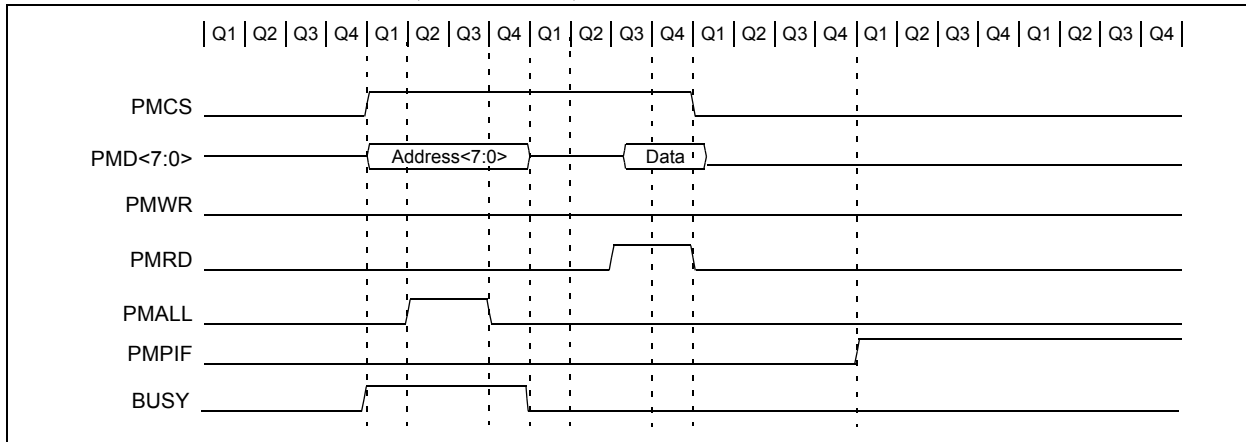 Q1 Q2 Q3 Q4 Q1 Q2 Q3 Q4 Q1 Q2 Q3 Q4 Q1 Q2 Q3 Q4 Q1 Q2 Q3 Q4 Q1 Q2 Q3 Q4
PMCS
PMD<7:0> Address<7:0> Data
PMWR
PMRD
PMALL
PMPIF
BUSY